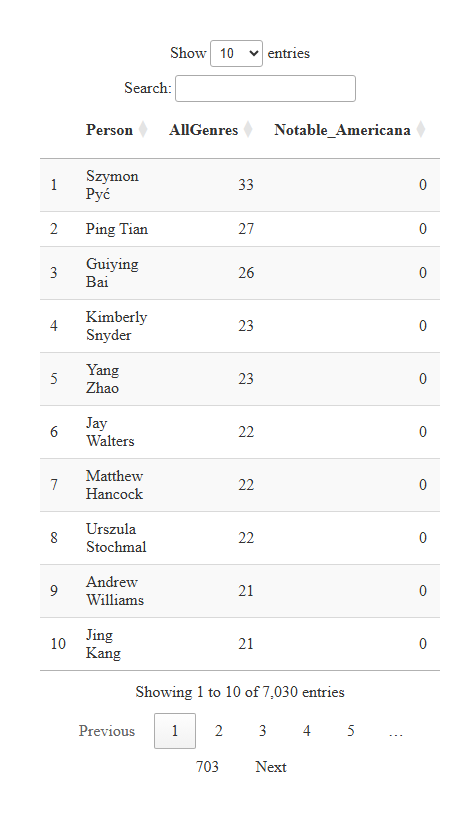 Show 10 entries
Search:
Person AllGenres Notable_Americana
1 Szymon Pyć 33 0
2 Ping Tian 27 0
3 Guiying Bai 26 0
4 Kimberly Snyder 23 0
5 Yang Zhao 23 0
6 Jay Walters 22 0
7 Matthew Hancock 22 0
8 Urszula Stochmal 22 0
9 Andrew Williams 21 0
10 Jing Kang 21 0
Showing 1 to 10 of 7,030 entries
Previous 1 2 3 4 5 …
703 Next